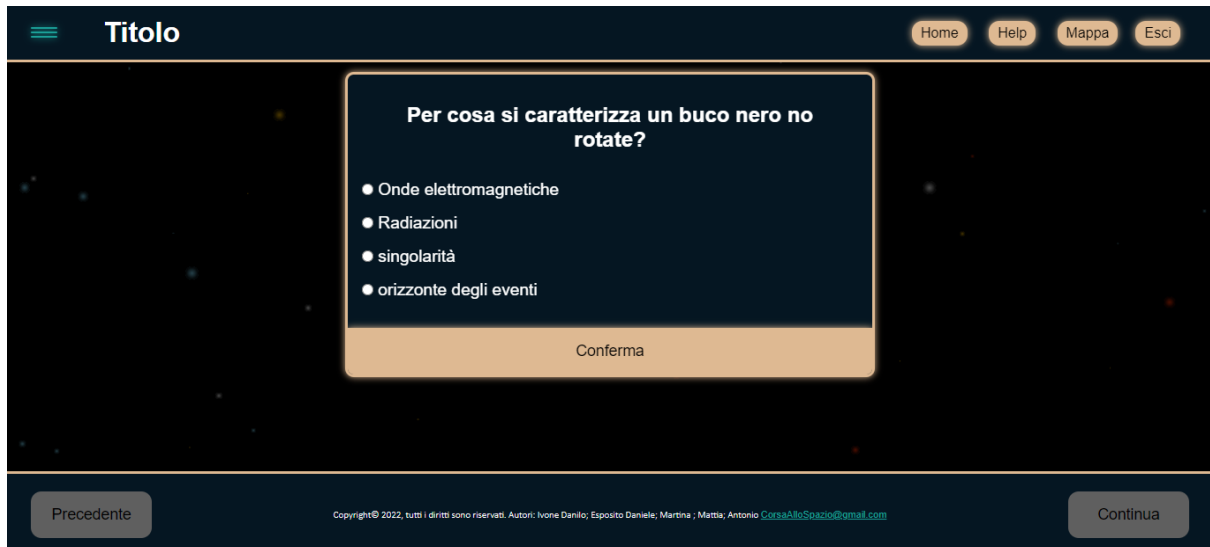 Titolo
Home Help Mappa Esci
Per cosa si caratterizza un buco nero no
rotate?
Onde elettromagnetiche
Radiazioni
singolarità
orizzonte degli eventi
Conferma
Precedente
Copyright© 2022, tutti i diritti sono riservati. Autori: Ivone Danilo; Esposito Daniele; Martina ; Mattia; Antonio CorsaAlloSpazio@gmail.com
Continua